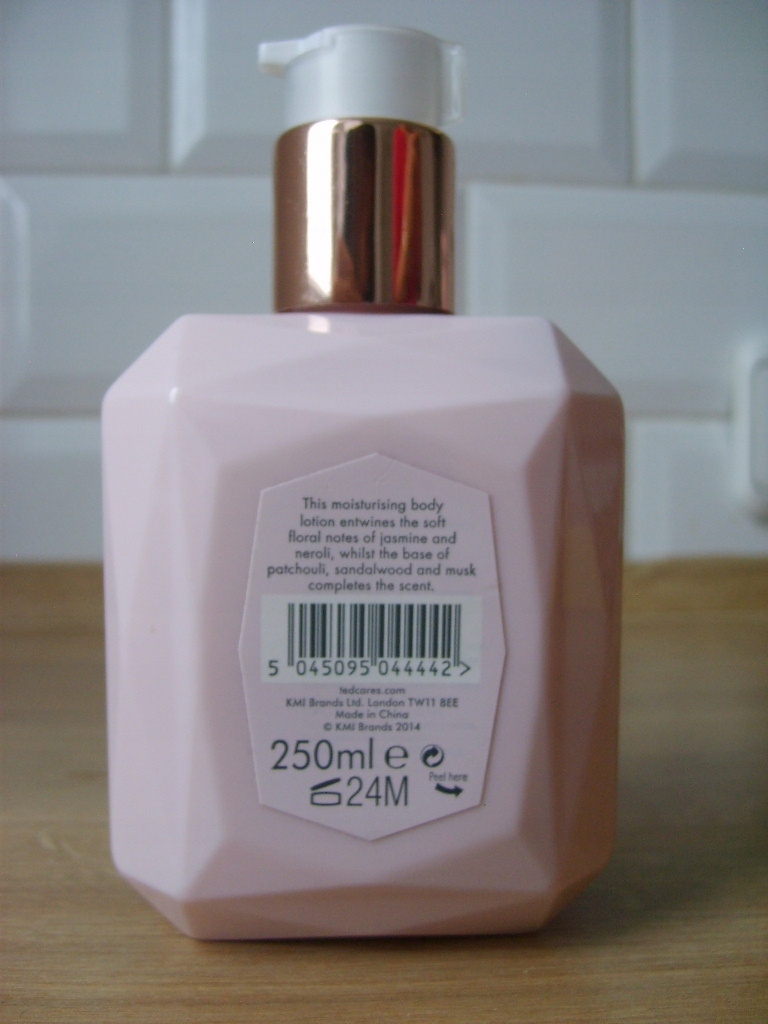 This moisturising body
lotion entwines the soft
floral notes of jasmine and
neroli, whilst the base of
patchouli, sandalwood and musk
completes the scent.
5 045095 044442 >
tedcares.com
KMI Brands Ltd. London TW11 8EE
Made in China
© KMI Brands 2014
250ml e
Peel here
24M